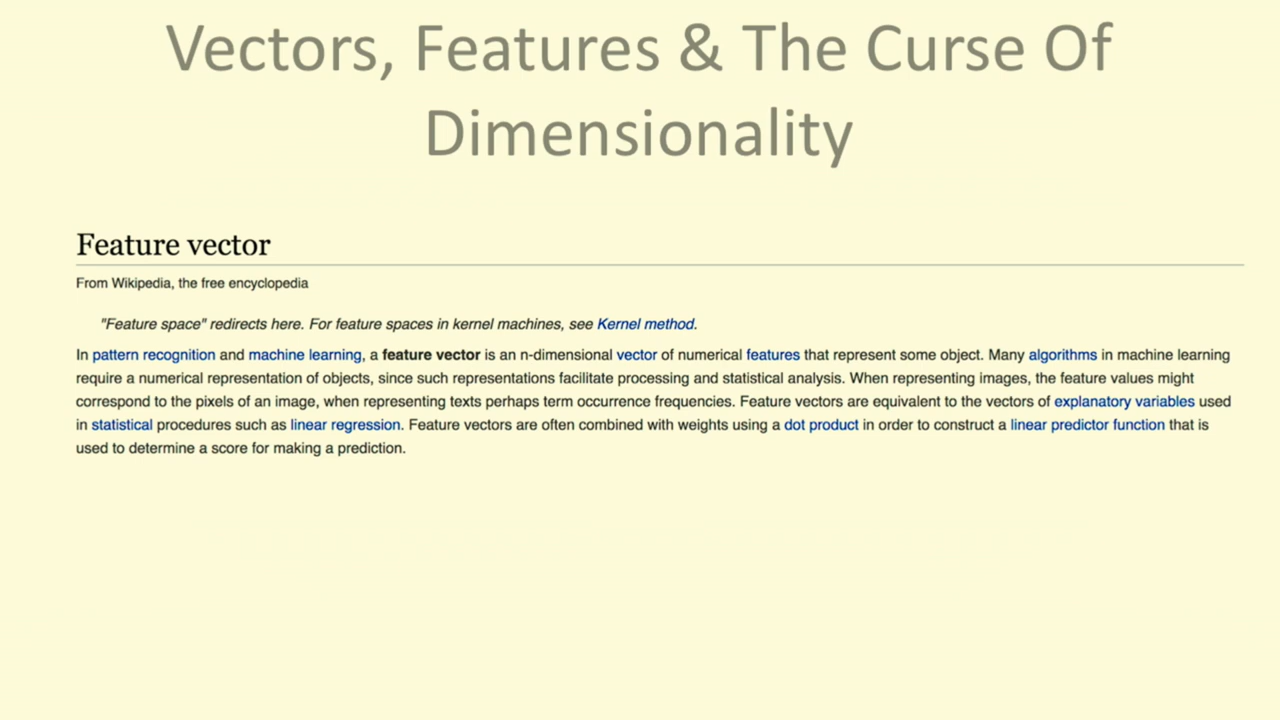 Vectors, Features & The Curse Of
Dimensionality
Feature vector
From Wikipedia, the free encyclopedia
"Feature space" redirects here. For feature spaces in kernel machines, see Kernel method.
In pattern recognition and machine learning, a feature vector is an n-dimensional vector of numerical features that represent some object. Many algorithms in machine learning
require a numerical representation of objects, since such representations facilitate processing and statistical analysis. When representing images, the feature values might
correspond to the pixels of an image, when representing texts perhaps term occurrence frequencies. Feature vectors are equivalent to the vectors of explanatory variables used
in statistical procedures such as linear regression. Feature vectors are often combined with weights using a dot product in order to construct a linear predictor function that is
used to determine a score for making a prediction.